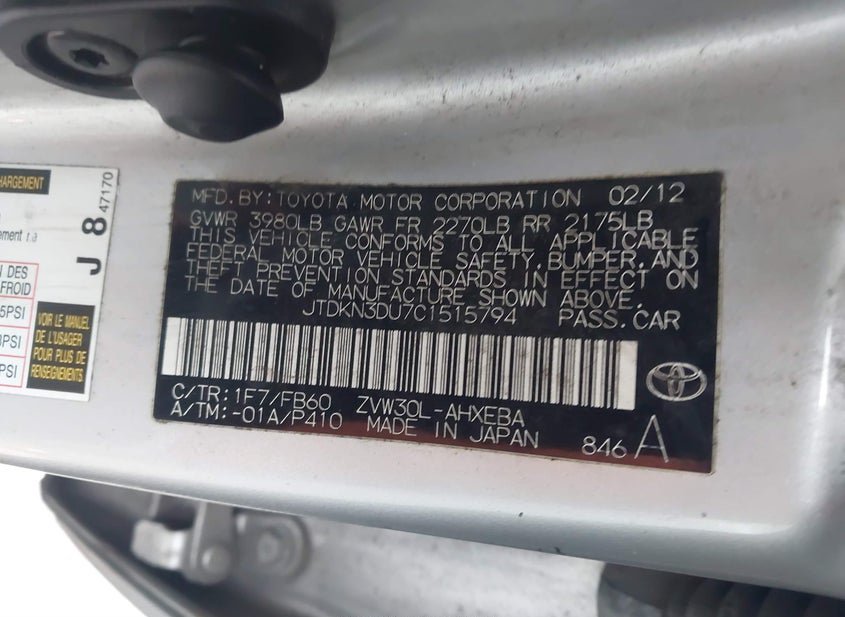 HARGEMENT
J 8 47170
5PSI
PSI
PSI
VOIR LE MANUEL
DE L'USAGER
POUR PLUS DE
RENSEIGNEMENTS
MFD.BY:TOYOTA MOTOR CORPORATION 02/12
GVWR 3980LB GAWR FR 2270LB RR 2175LB
THIS VEHICLE CONFORMS TO ALL APPLICABLE
FEDERAL MOTOR VEHICLE SAFETY,BUMPER,AND
THEFT PREVENTION STANDARDS IN EFFECT ON
THE DATE OF MANUFACTURE SHOWN ABOVE.
JTDKN3DU7C1515794 PASS.CAR
C/TR:1F7/FB60 ZVW30L-AHXEBA
A/TM:-01A/P410 MADE IN JAPAN 846 A